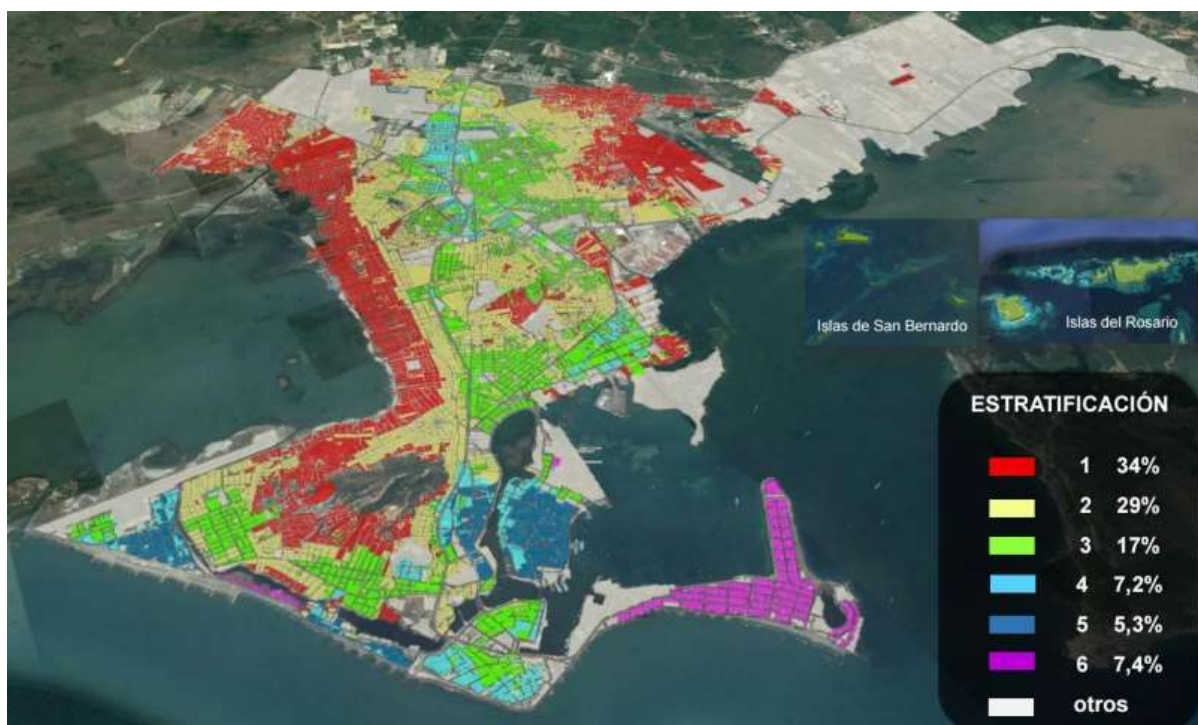 Islas de San Bernardo
Islas del Rosario
ESTRATIFICACIÓN
1 34%
2 29%
3 17%
4 7,2%
5 5,3%
6 7,4%
otros